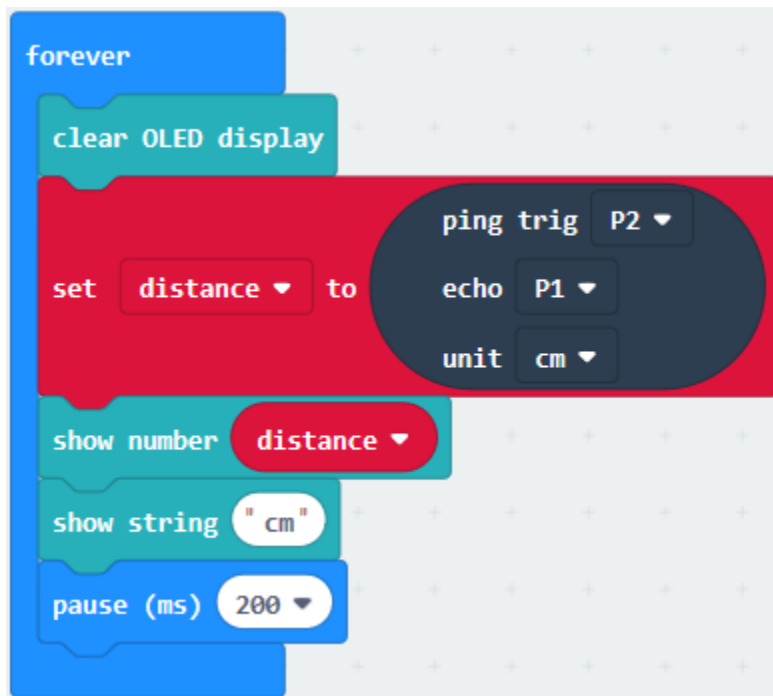 forever
clear OLED display
ping trig P2
set distance to
echo P1
unit cm
show number distance
show string "cm"
pause (ms) 200